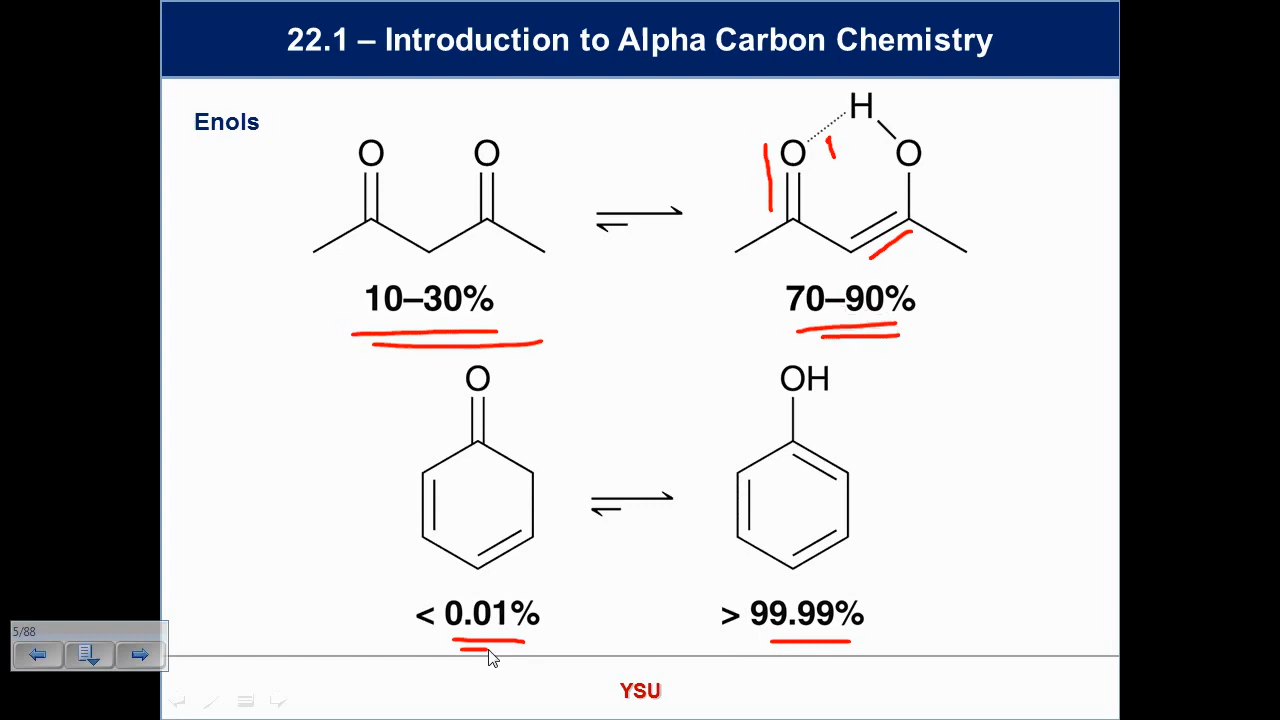 22.1 – Introduction to Alpha Carbon Chemistry
Enols
H
O O O O
10–30% 70–90%
O OH
< 0.01% > 99.99%
5/88
YSU